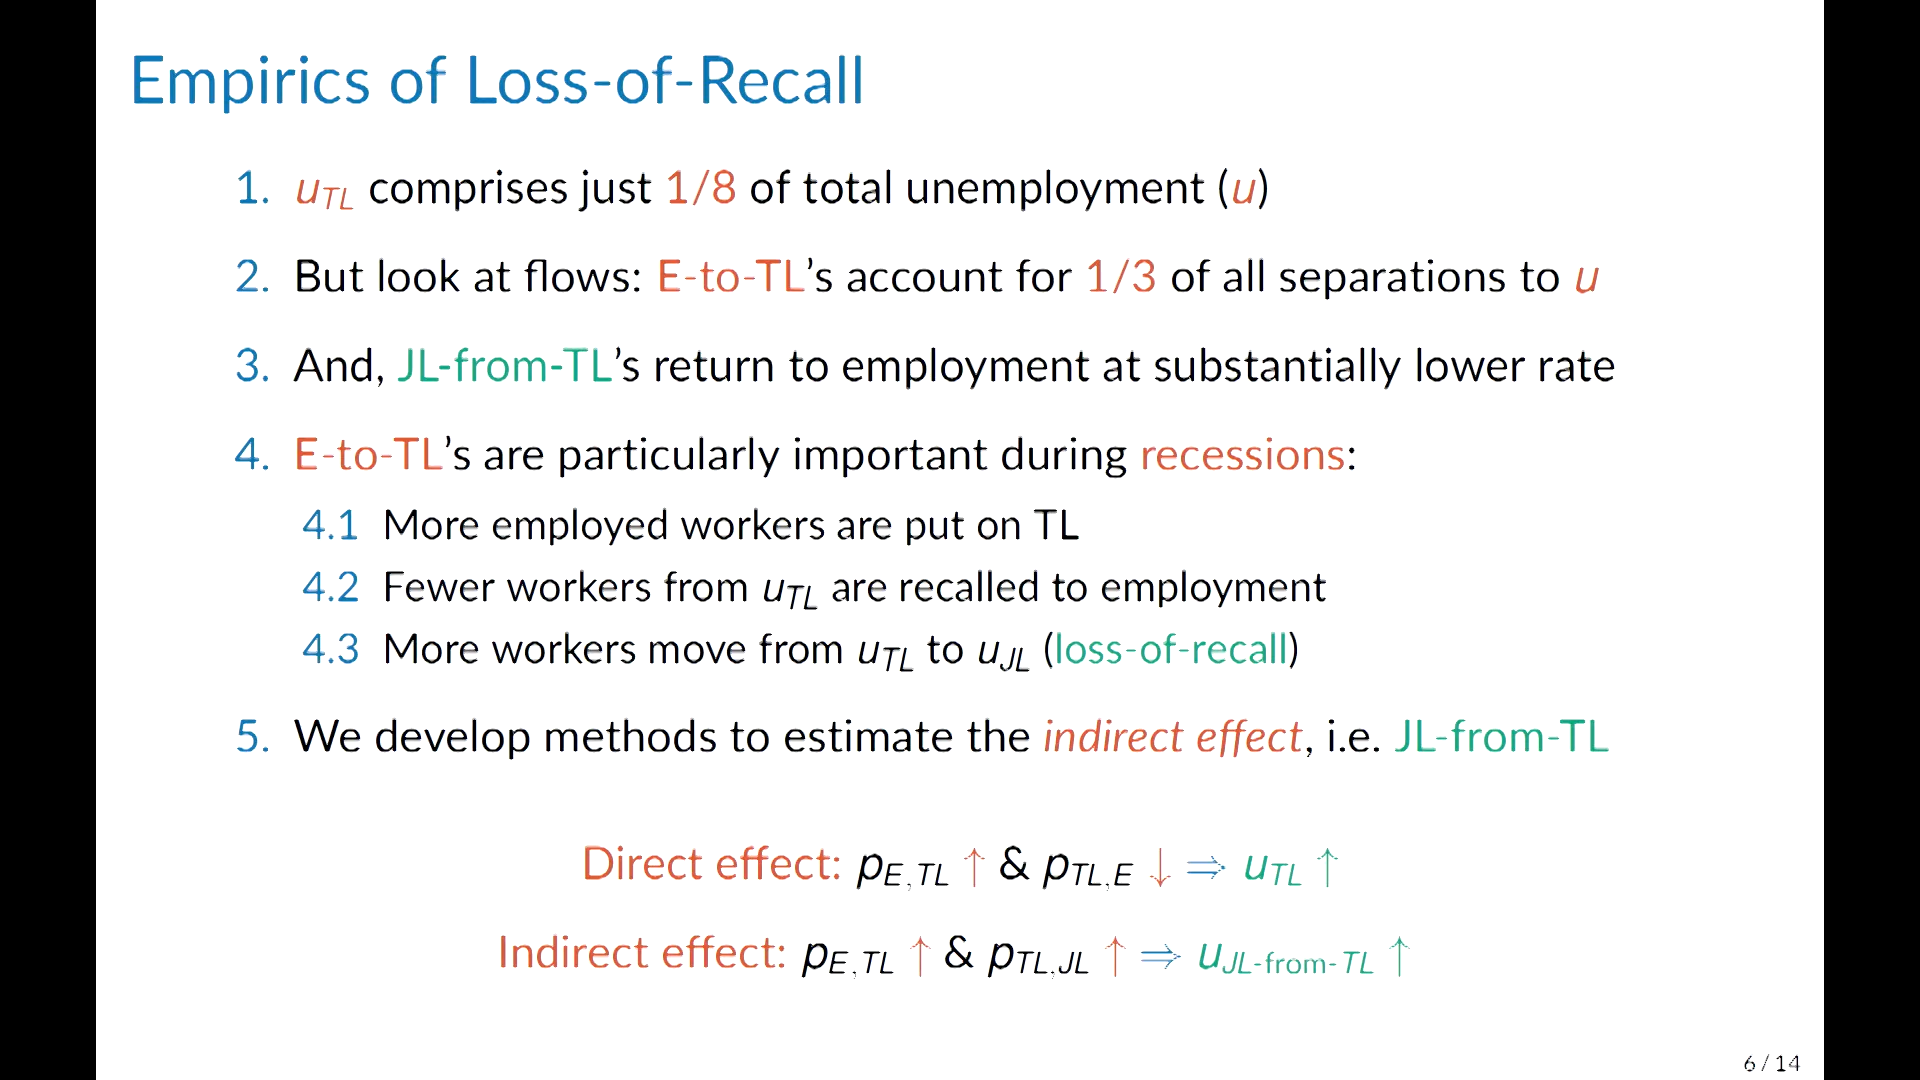 Empirics of Loss-of-Recall
1. u_TL comprises just 1/8 of total unemployment (u)
2. But look at flows: E-to-TL's account for 1/3 of all separations to u
3. And, JL-from-TL's return to employment at substantially lower rate
4. E-to-TL's are particularly important during recessions:
4.1 More employed workers are put on TL
4.2 Fewer workers from u_TL are recalled to employment
4.3 More workers move from u_TL to u_JL (loss-of-recall)
5. We develop methods to estimate the indirect effect, i.e. JL-from-TL
Direct effect: p_E,TL ↑ & p_TL,E ↓ ⇒ u_TL ↑
Indirect effect: p_E,TL ↑ & p_TL,JL ↑ ⇒ u_JL-from-TL ↑
6 / 14